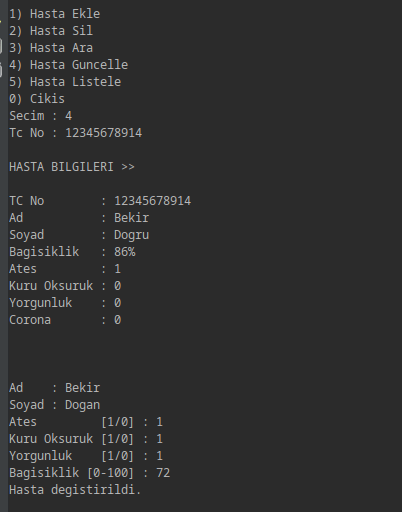 1) Hasta Ekle
2) Hasta Sil
3) Hasta Ara
4) Hasta Guncelle
5) Hasta Listele
0) Cikis
Secim : 4
Tc No : 12345678914
HASTA BILGILERI >>
TC No : 12345678914
Ad : Bekir
Soyad : Dogru
Bagisiklik : 86%
Ates : 1
Kuru Oksuruk : 0
Yorgunluk : 0
Corona : 0
Ad : Bekir
Soyad : Dogan
Ates [1/0] : 1
Kuru Oksuruk [1/0] : 1
Yorgunluk [1/0] : 1
Bagisiklik [0-100] : 72
Hasta degistirildi.